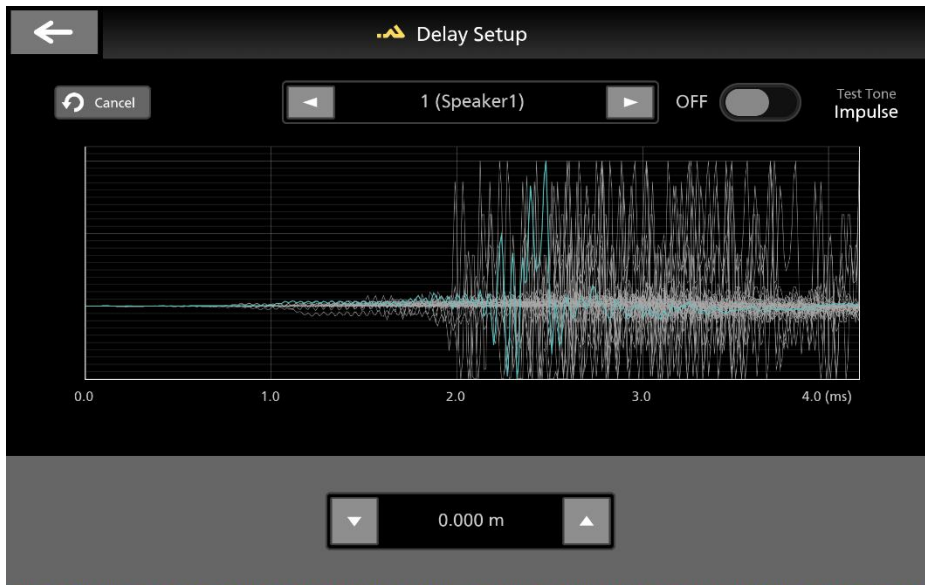 Delay Setup
Cancel
1 (Speaker1)
OFF
Test Tone
Impulse
0.0 1.0 2.0 3.0 4.0 (ms)
0.000 m